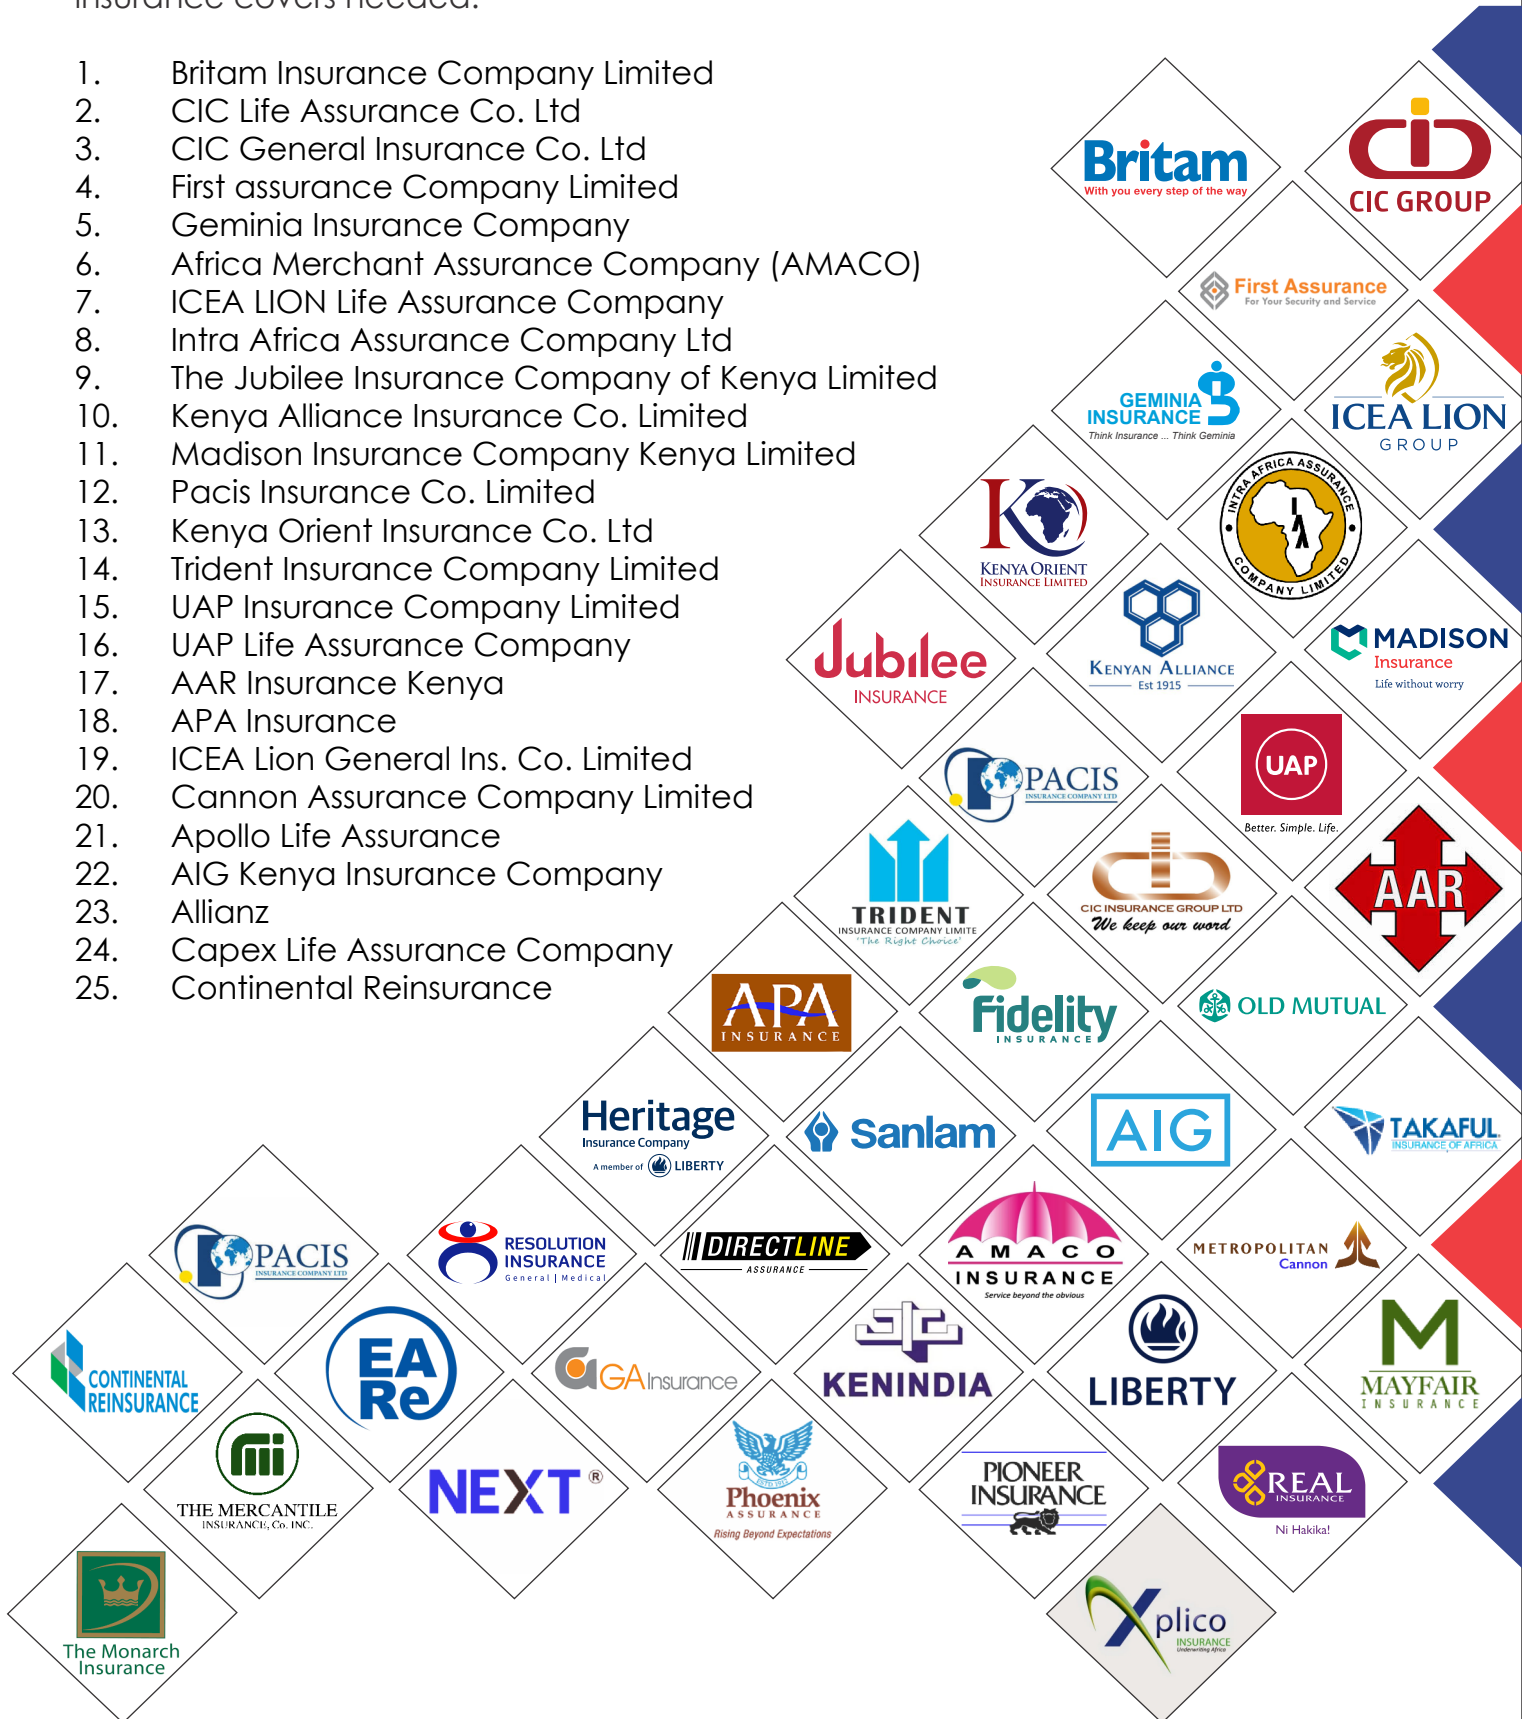 insurance covers needed.
1. Britam Insurance Company Limited
2. CIC Life Assurance Co. Ltd
3. CIC General Insurance Co. Ltd
4. First assurance Company Limited
5. Geminia Insurance Company
6. Africa Merchant Assurance Company (AMACO)
7. ICEA LION Life Assurance Company
8. Intra Africa Assurance Company Ltd
9. The Jubilee Insurance Company of Kenya Limited
10. Kenya Alliance Insurance Co. Limited
11. Madison Insurance Company Kenya Limited
12. Pacis Insurance Co. Limited
13. Kenya Orient Insurance Co. Ltd
14. Trident Insurance Company Limited
15. UAP Insurance Company Limited
16. UAP Life Assurance Company
17. AAR Insurance Kenya
18. APA Insurance
19. ICEA Lion General Ins. Co. Limited
20. Cannon Assurance Company Limited
21. Apollo Life Assurance
22. AIG Kenya Insurance Company
23. Allianz
24. Capex Life Assurance Company
25. Continental Reinsurance
Britam
With you every step of the way
CIC GROUP
First Assurance
For Your Security and Service
GEMINIA
INSURANCE
Think Insurance ... Think Geminia
ICEA LION
GROUP
KENYA ORIENT
INSURANCE LIMITED
INTRA AFRICA ASSURANCE
IAA
COMPANY LIMITED
Jubilee
INSURANCE
KENYAN ALLIANCE
Est 1915
MADISON
Insurance
Life without worry
PACIS
INSURANCE COMPANY LTD
UAP
Better. Simple. Life.
TRIDENT
INSURANCE COMPANY LIMITE
'The Right Choice'
CIC INSURANCE GROUP LTD
We keep our word
AAR
APA
INSURANCE
Fidelity
INSURANCE
OLD MUTUAL
Heritage
Insurance Company
A member of LIBERTY
Sanlam
AIG
TAKAFUL
INSURANCE OF AFRICA
PACIS
INSURANCE COMPANY LTD
RESOLUTION
INSURANCE
General | Medical
DIRECTLINE
ASSURANCE
AMACO
INSURANCE
Service beyond the obvious
METROPOLITAN
Cannon
CONTINENTAL
REINSURANCE
EA
Re
GA Insurance
KENINDIA
LIBERTY
MAYFAIR
INSURANCE
THE MERCANTILE
INSURANCE, Co. INC.
NEXT ®
Phoenix
ASSURANCE
Rising Beyond Expectations
PIONEER
INSURANCE
REAL
INSURANCE
Ni Hakika!
The Monarch
Insurance
Xplico
INSURANCE
Underwriting Africa